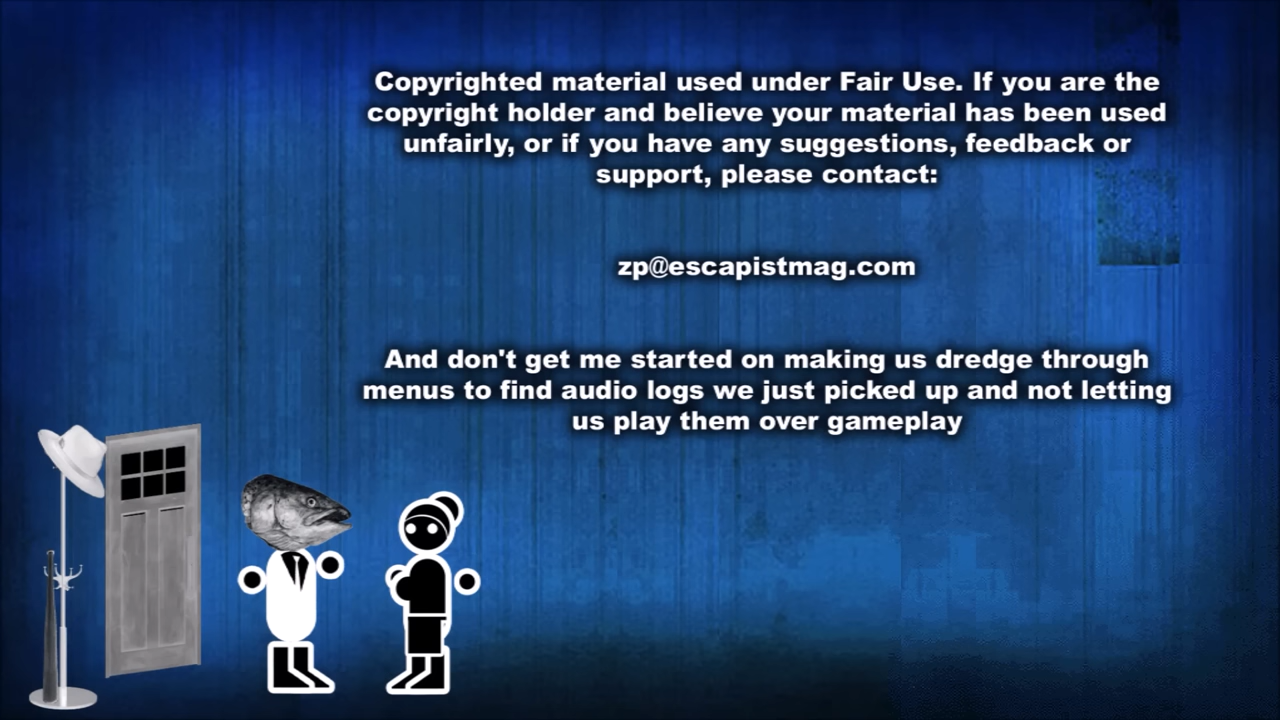 Copyrighted material used under Fair Use. If you are the
copyright holder and believe your material has been used
unfairly, or if you have any suggestions, feedback or
support, please contact:
zp@escapistmag.com
And don't get me started on making us dredge through
menus to find audio logs we just picked up and not letting
us play them over gameplay